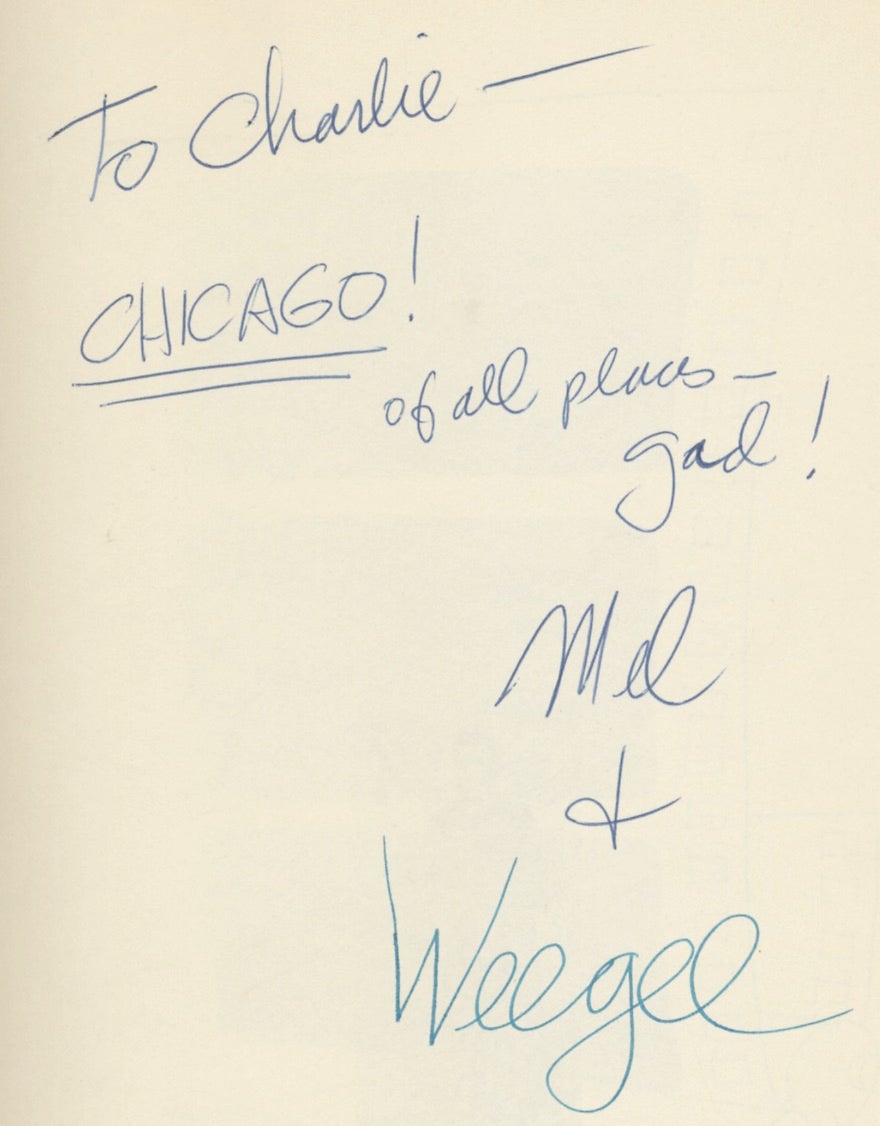 To Charlie —
CHICAGO!
of all places —
gad!
Mel
&
Weegee